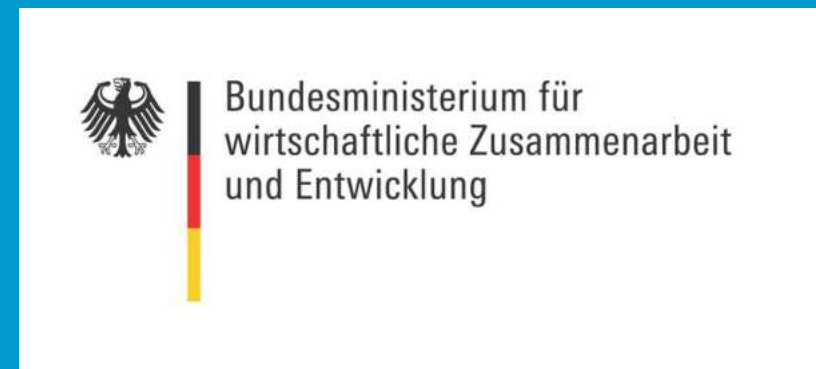 Bundesministerium für
wirtschaftliche Zusammenarbeit
und Entwicklung